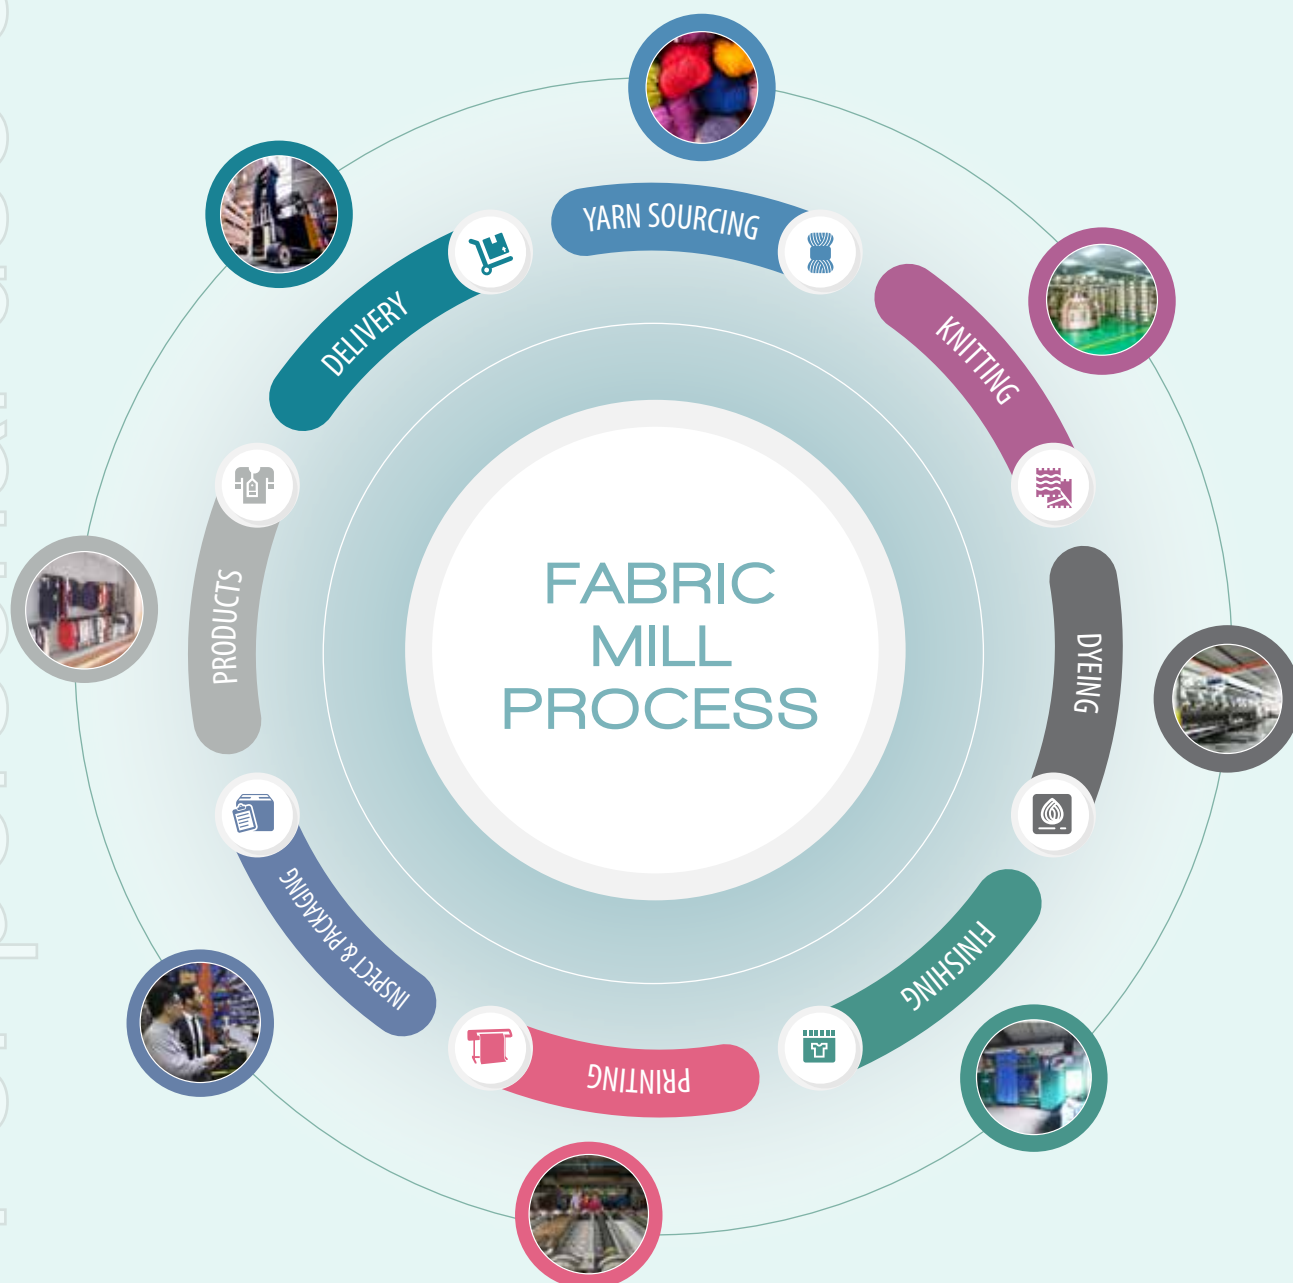 YARN SOURCING
KNITTING
DYEING
FINISHING
PRINTING
INSPECT & PACKAGING
PRODUCTS
DELIVERY
FABRIC
MILL
PROCESS